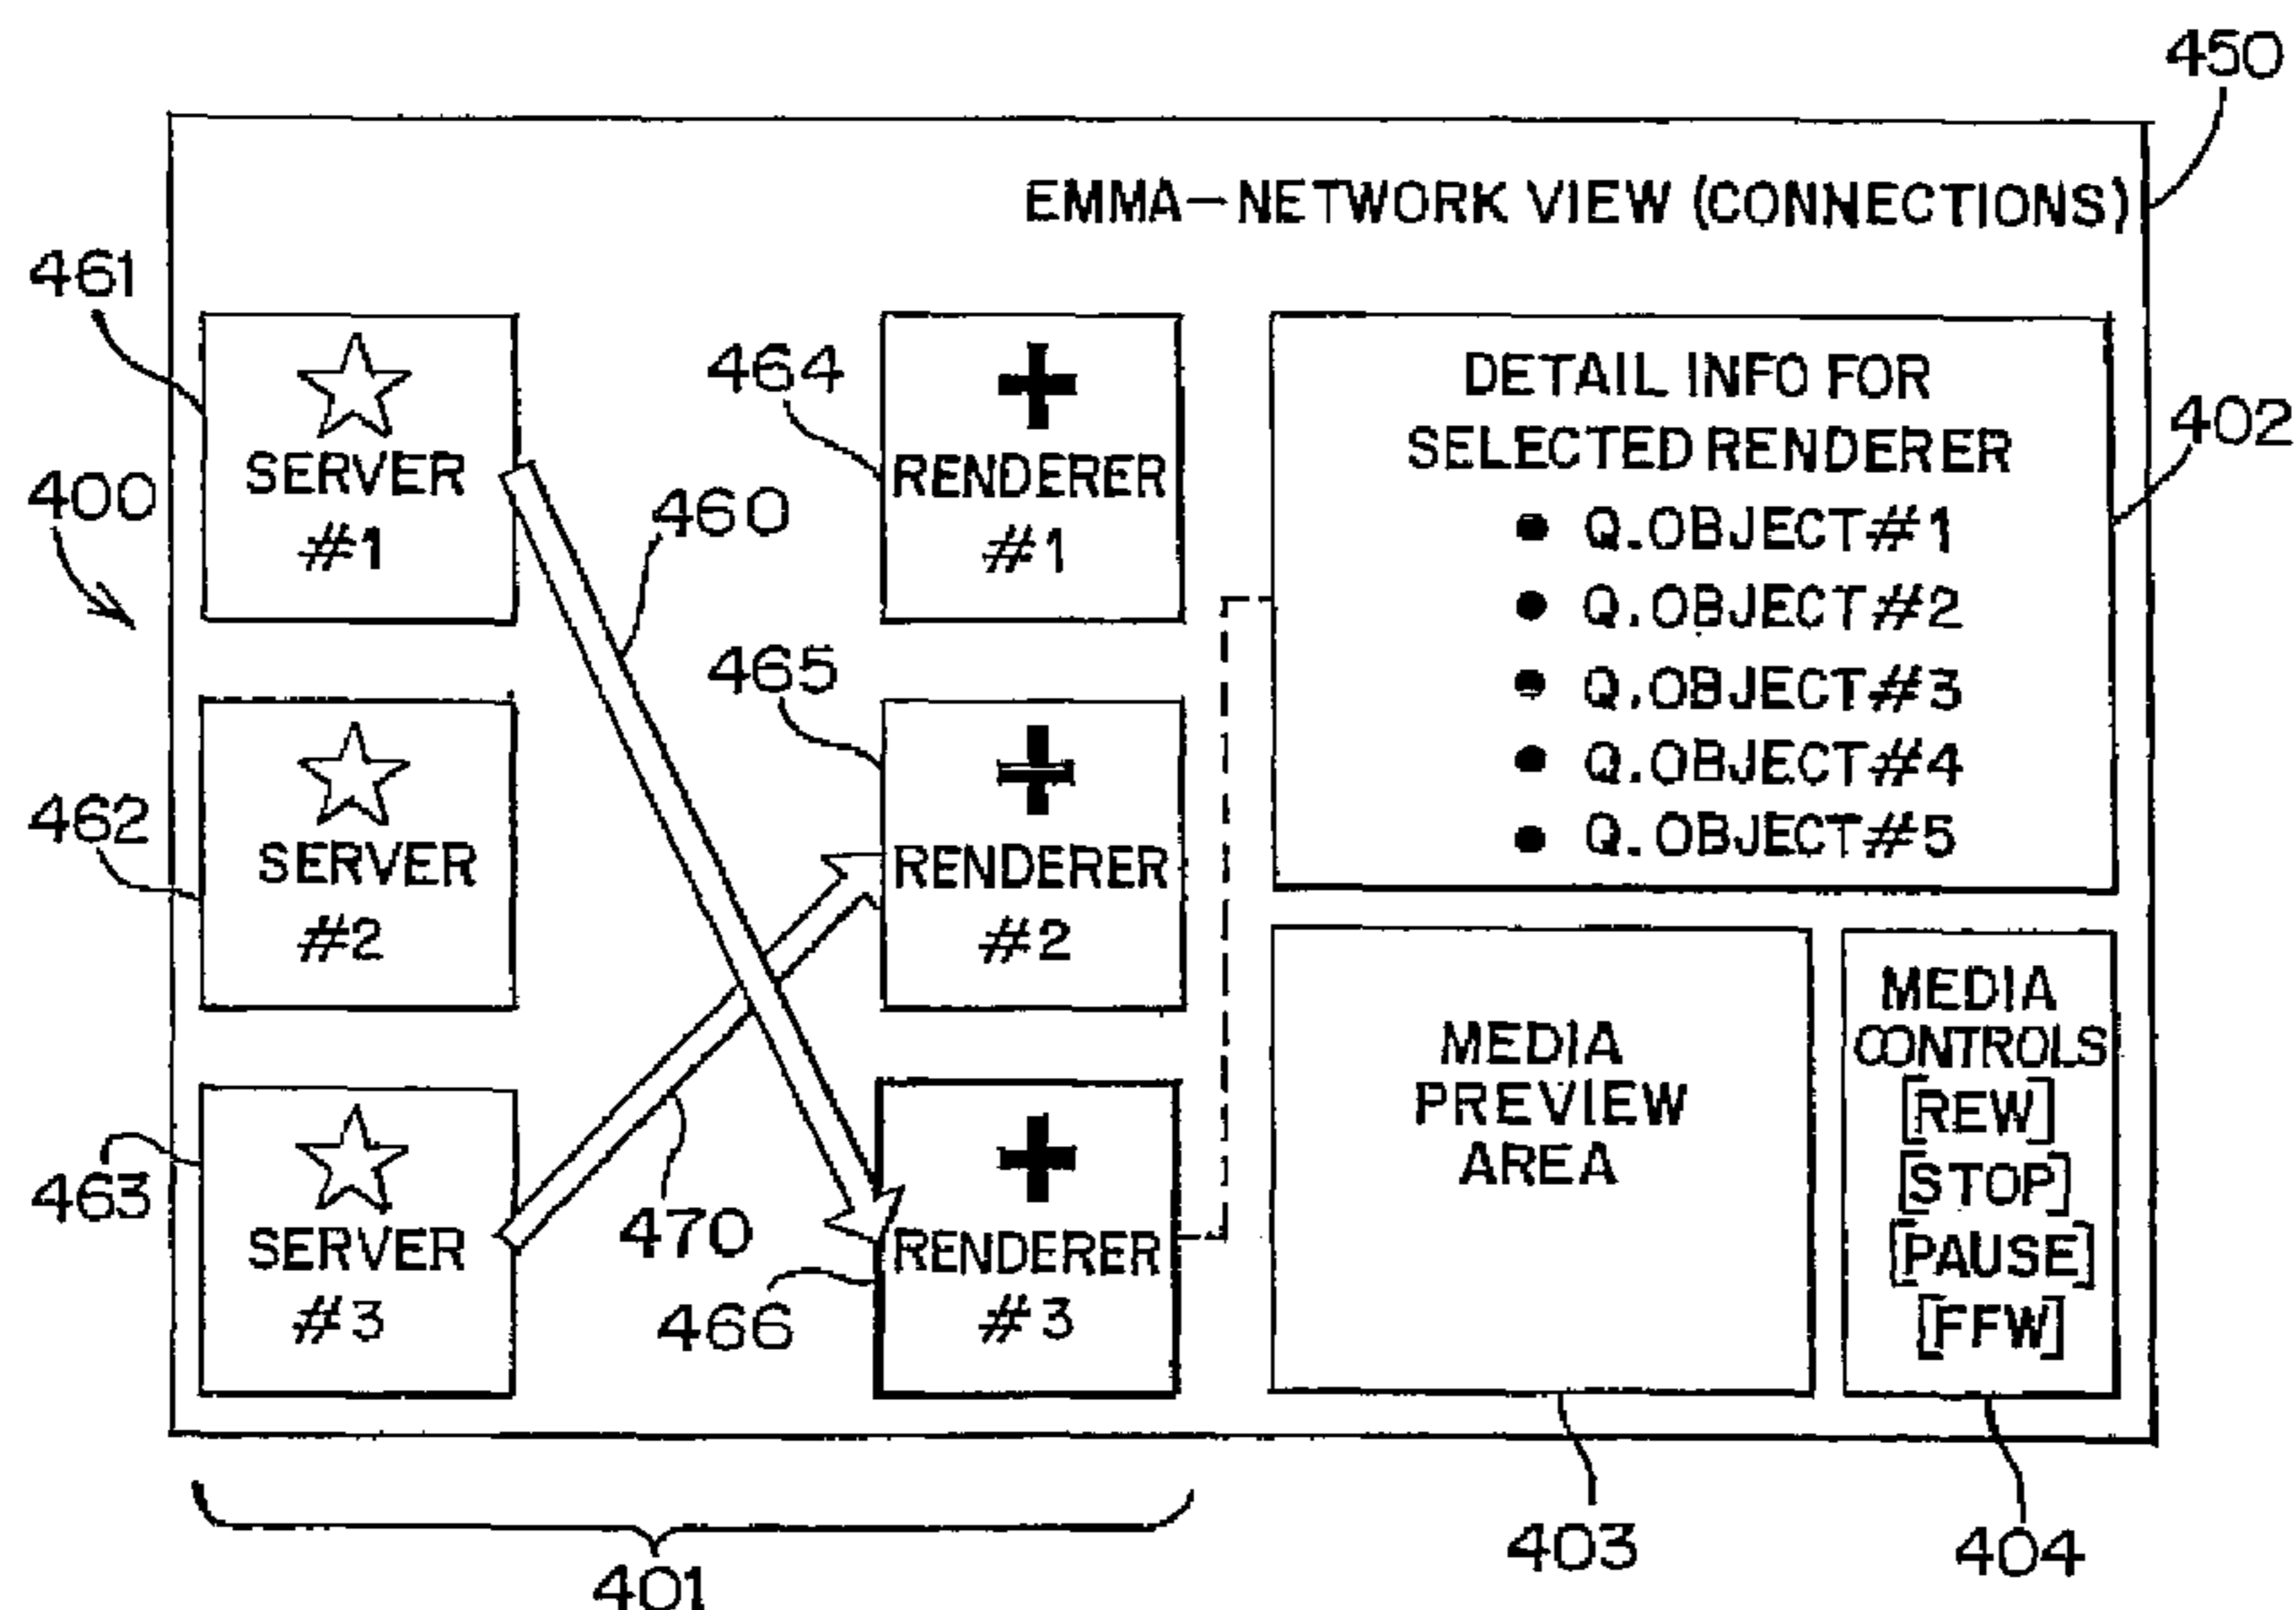 450
EMMA-NETWORK VIEW (CONNECTIONS)
461
SERVER
#1
400
460
464
RENDERER
#1
DETAIL INFO FOR
SELECTED RENDERER
• Q.OBJECT#1
• Q.OBJECT#2
• Q.OBJECT#3
• Q.OBJECT#4
• Q.OBJECT#5
402
462
SERVER
#2
465
RENDERER
#2
463
SERVER
#3
470
466
RENDERER
#3
MEDIA
PREVIEW
AREA
MEDIA
CONTROLS
[REW]
[STOP]
[PAUSE]
[FFW]
401
403
404